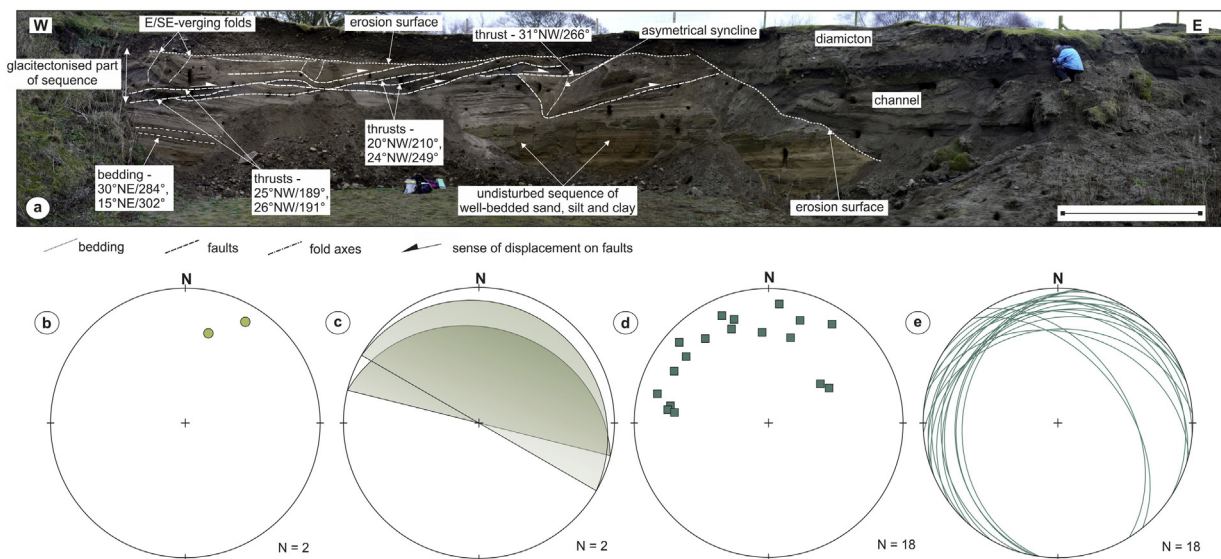 a
W
E
E/SE-verging folds
erosion surface
thrust - 31°NW/266°
asymetrical syncline
diamicton
glacitectonised part
of sequence
channel
bedding -
30°NE/284°,
15°NE/302°
thrusts -
25°NW/189°,
26°NW/191°
thrusts -
20°NW/210°,
24°NW/249°
undisturbed sequence of
well-bedded sand, silt and clay
erosion surface
bedding
faults
fold axes
sense of displacement on faults
b
N
N = 2
c
N
N = 2
d
N
N = 18
e
N
N = 18